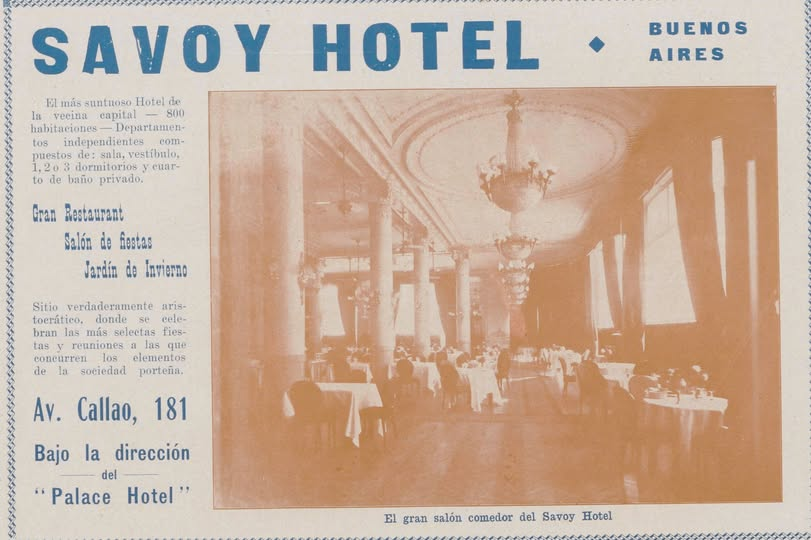 SAVOY HOTEL ◆ BUENOS
AIRES
El más suntuoso Hotel de
la vecina capital — 800
habitaciones — Departamen-
tos independientes com-
puestos de: sala, vestíbulo,
1, 2 o 3 dormitorios y cuar-
to de baño privado.
Gran Restaurant
Salón de fiestas
Jardín de Invierno
Sitio verdaderamente aris-
tocrático, donde se cele-
bran las más selectas fies-
tas y reuniones a las que
concurren los elementos
de la sociedad porteña.
Av. Callao, 181
Bajo la dirección
del
"Palace Hotel"
El gran salón comedor del Savoy Hotel